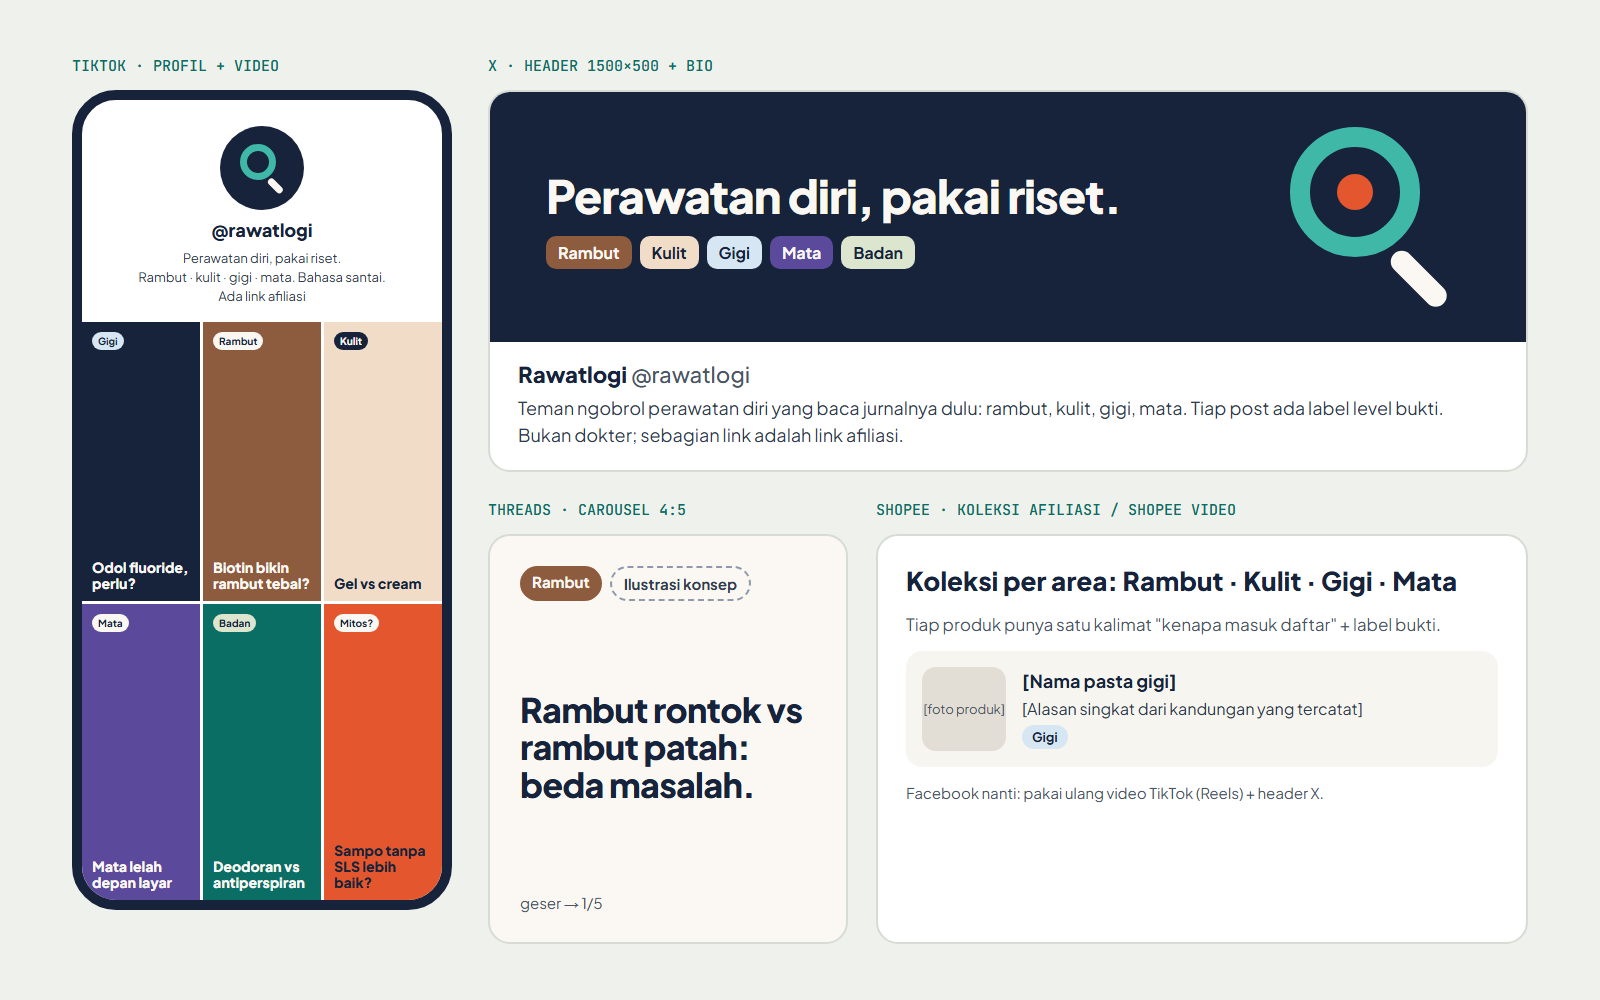 TIKTOK · PROFIL + VIDEO
@rawatlogi
Perawatan diri, pakai riset.
Rambut · kulit · gigi · mata. Bahasa santai.
Ada link afiliasi
Gigi
Odol fluoride,
perlu?
Rambut
Biotin bikin
rambut tebal?
Kulit
Gel vs cream
Mata
Mata lelah
depan layar
Badan
Deodoran vs
antiperspiran
Mitos?
Sampo tanpa
SLS lebih
baik?
X · HEADER 1500×500 + BIO
Perawatan diri, pakai riset.
Rambut Kulit Gigi Mata Badan
Rawatlogi @rawatlogi
Teman ngobrol perawatan diri yang baca jurnalnya dulu: rambut, kulit, gigi, mata. Tiap post ada label level bukti.
Bukan dokter; sebagian link adalah link afiliasi.
THREADS · CAROUSEL 4:5
Rambut Ilustrasi konsep
Rambut rontok vs
rambut patah:
beda masalah.
geser → 1/5
SHOPEE · KOLEKSI AFILIASI / SHOPEE VIDEO
Koleksi per area: Rambut · Kulit · Gigi · Mata
Tiap produk punya satu kalimat "kenapa masuk daftar" + label bukti.
[foto produk]
[Nama pasta gigi]
[Alasan singkat dari kandungan yang tercatat]
Gigi
Facebook nanti: pakai ulang video TikTok (Reels) + header X.